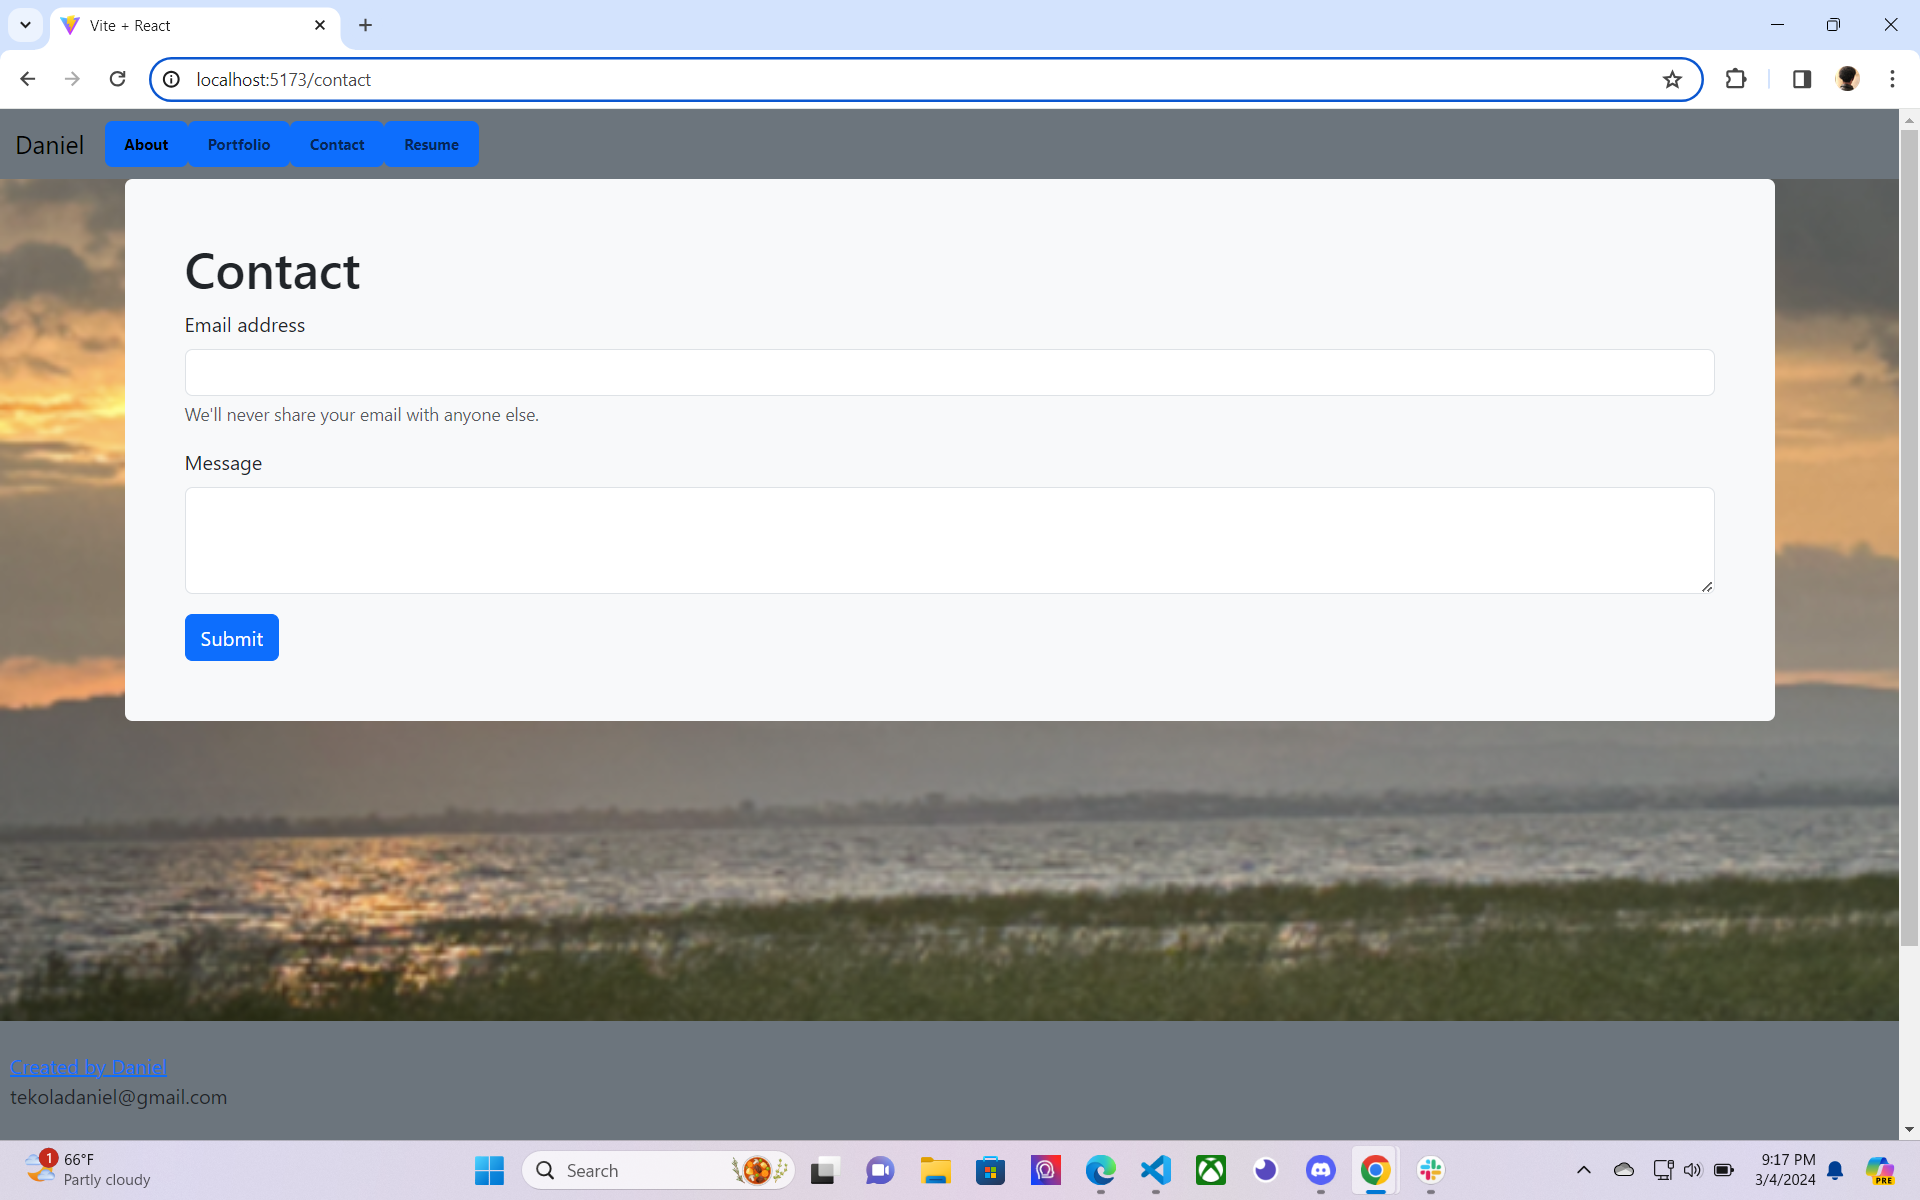 Vite + React
localhost:5173/contact
Daniel
About
Portfolio
Contact
Resume
Contact
Email address
We'll never share your email with anyone else.
Message
Submit
Created by Daniel
tekoladaniel@gmail.com
1
66°F
Partly cloudy
Search
9:17 PM
3/4/2024
PRE